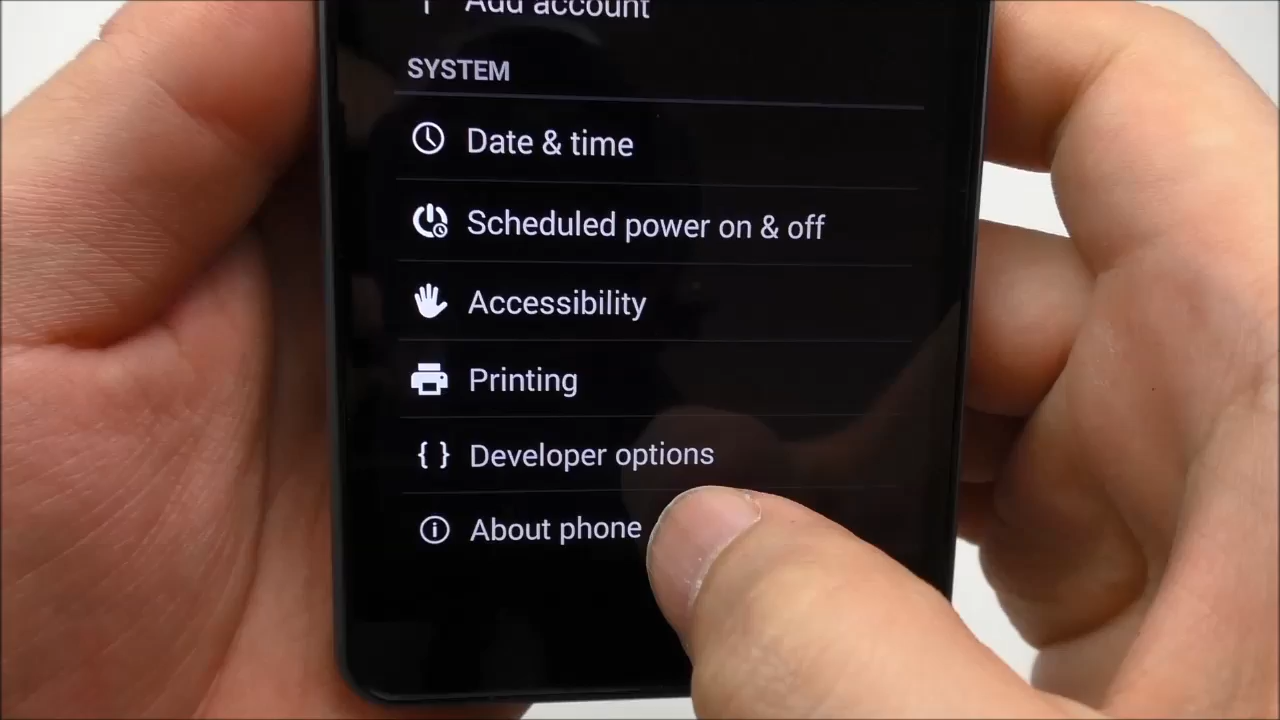 Add account
SYSTEM
Date & time
Scheduled power on & off
Accessibility
Printing
{ } Developer options
About phone